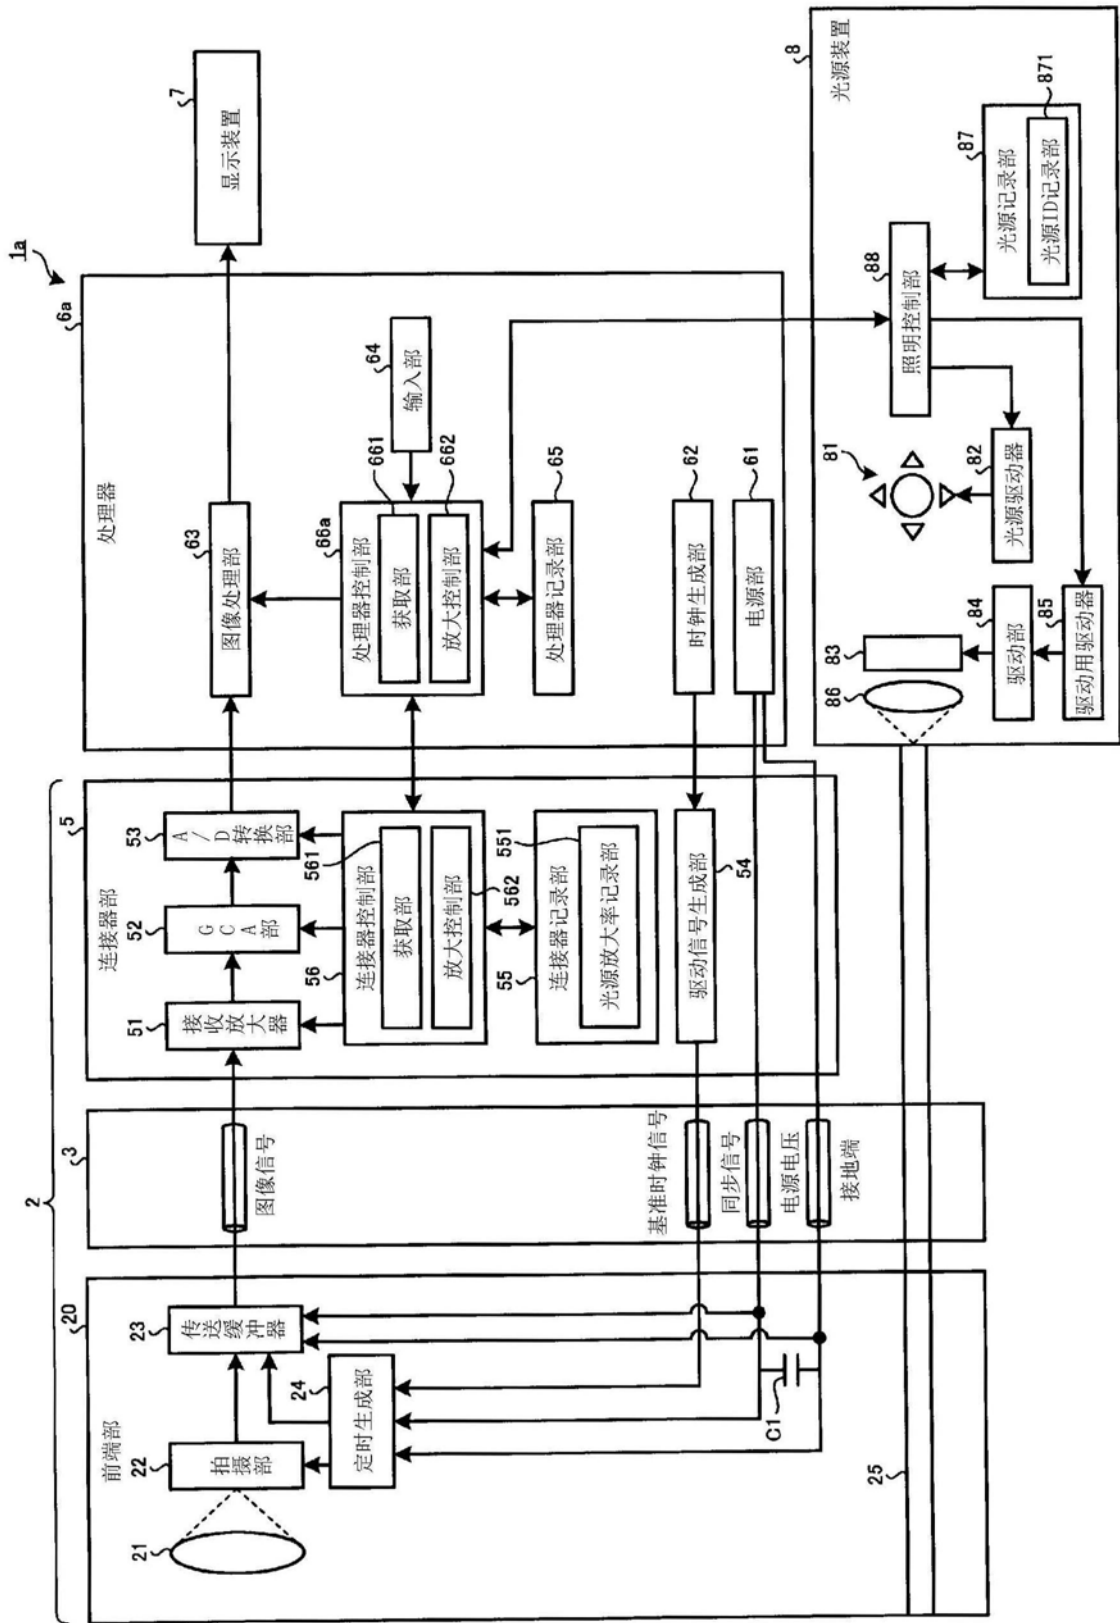 1a
2
20
前端部
21
22
拍摄部
23
传送缓冲器
24
定时生成部
C1
25
3
图像信号
基准时钟信号
同步信号
电源电压
接地端
5
连接器部
51
接收放大器
52
GCA部
53
A/D转换部
56
连接器控制部
561
获取部
562
放大控制部
55
连接器记录部
551
光源放大率记录部
54
驱动信号生成部
6a
处理器
63
图像处理部
66a
处理器控制部
661
获取部
662
放大控制部
64
输入部
65
处理器记录部
62
时钟生成部
61
电源部
7
显示装置
8
光源装置
81
82
光源驱动器
83
84
驱动部
85
驱动用驱动器
86
88
照明控制部
87
光源记录部
871
光源ID记录部